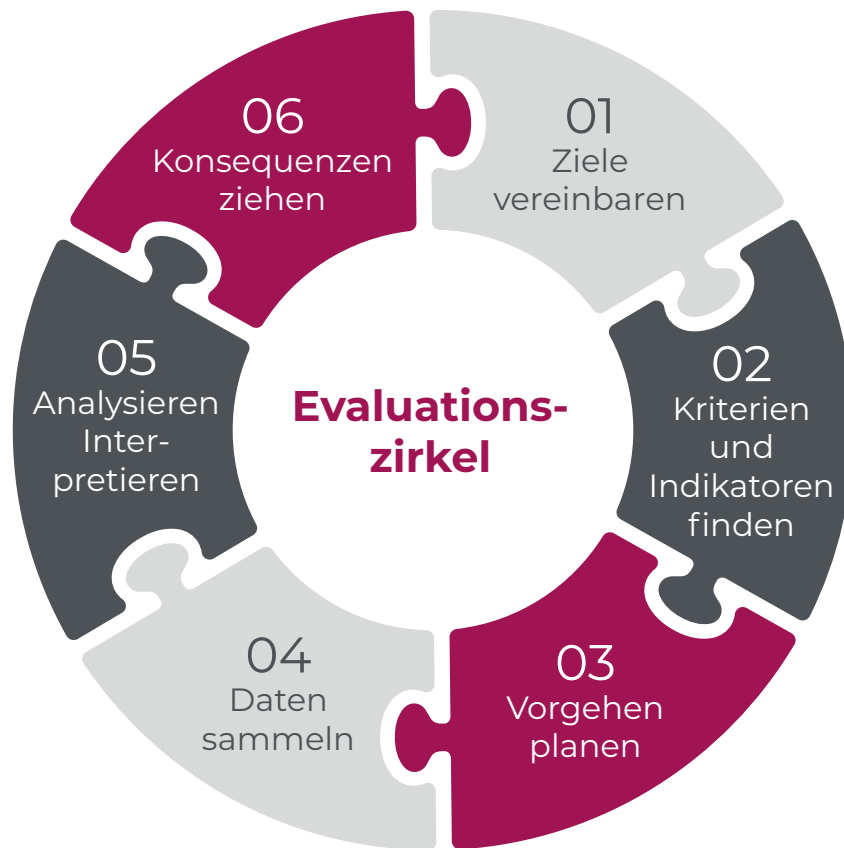 01
Ziele
vereinbaren
02
Kriterien
und
Indikatoren
finden
03
Vorgehen
planen
04
Daten
sammeln
05
Analysieren
Inter-
pretieren
06
Konsequenzen
ziehen
Evaluations-
zirkel